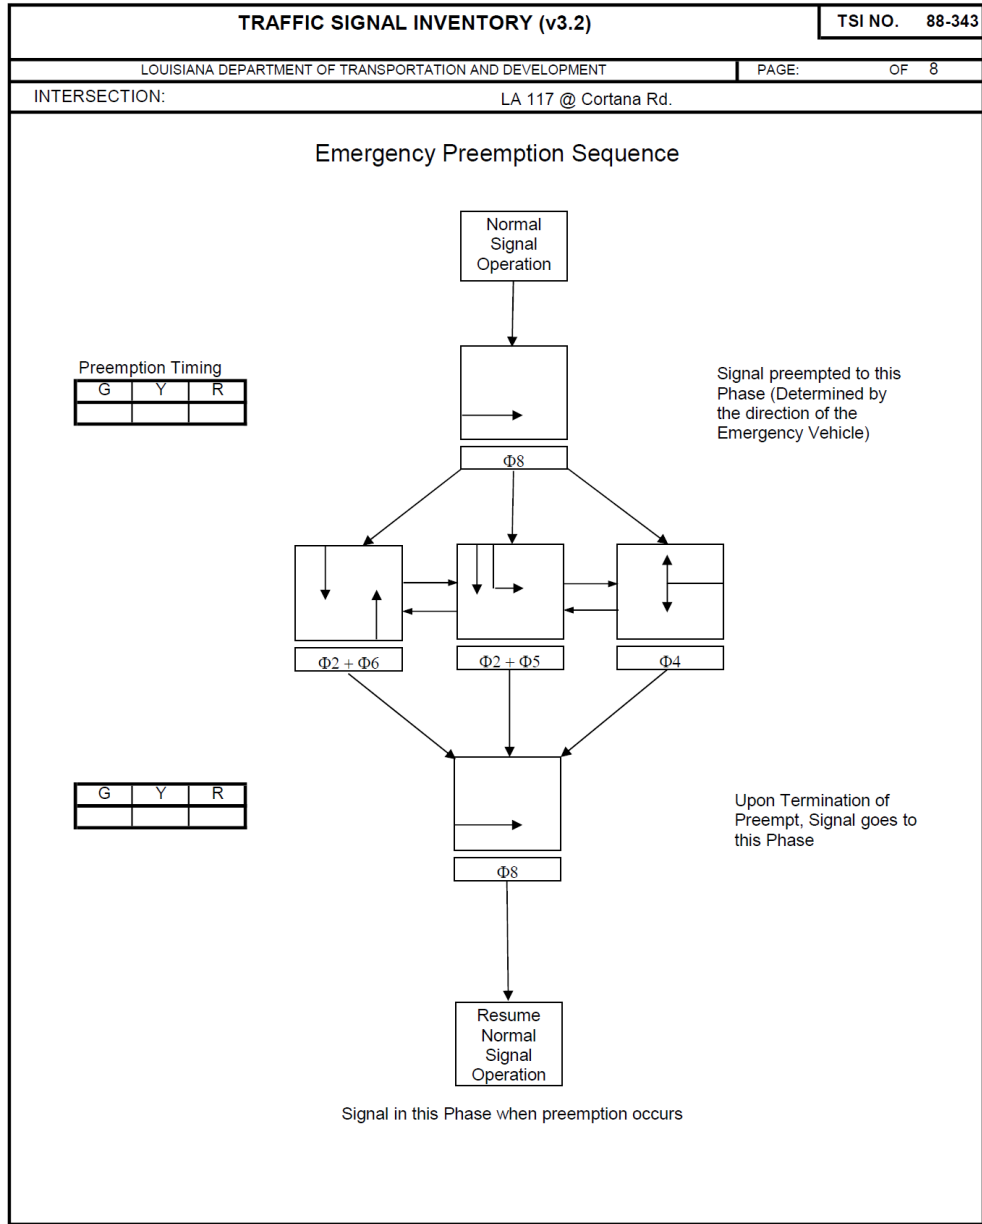 TRAFFIC SIGNAL INVENTORY (v3.2)
TSI NO. 88-343
LOUISIANA DEPARTMENT OF TRANSPORTATION AND DEVELOPMENT
PAGE: OF 8
INTERSECTION: LA 117 @ Cortana Rd.
Emergency Preemption Sequence
Normal
Signal
Operation
Preemption Timing
G Y R
Signal preempted to this
Phase (Determined by
the direction of the
Emergency Vehicle)
Φ8
Φ2 + Φ6
Φ2 + Φ5
Φ4
G Y R
Upon Termination of
Preempt, Signal goes to
this Phase
Φ8
Resume
Normal
Signal
Operation
Signal in this Phase when preemption occurs